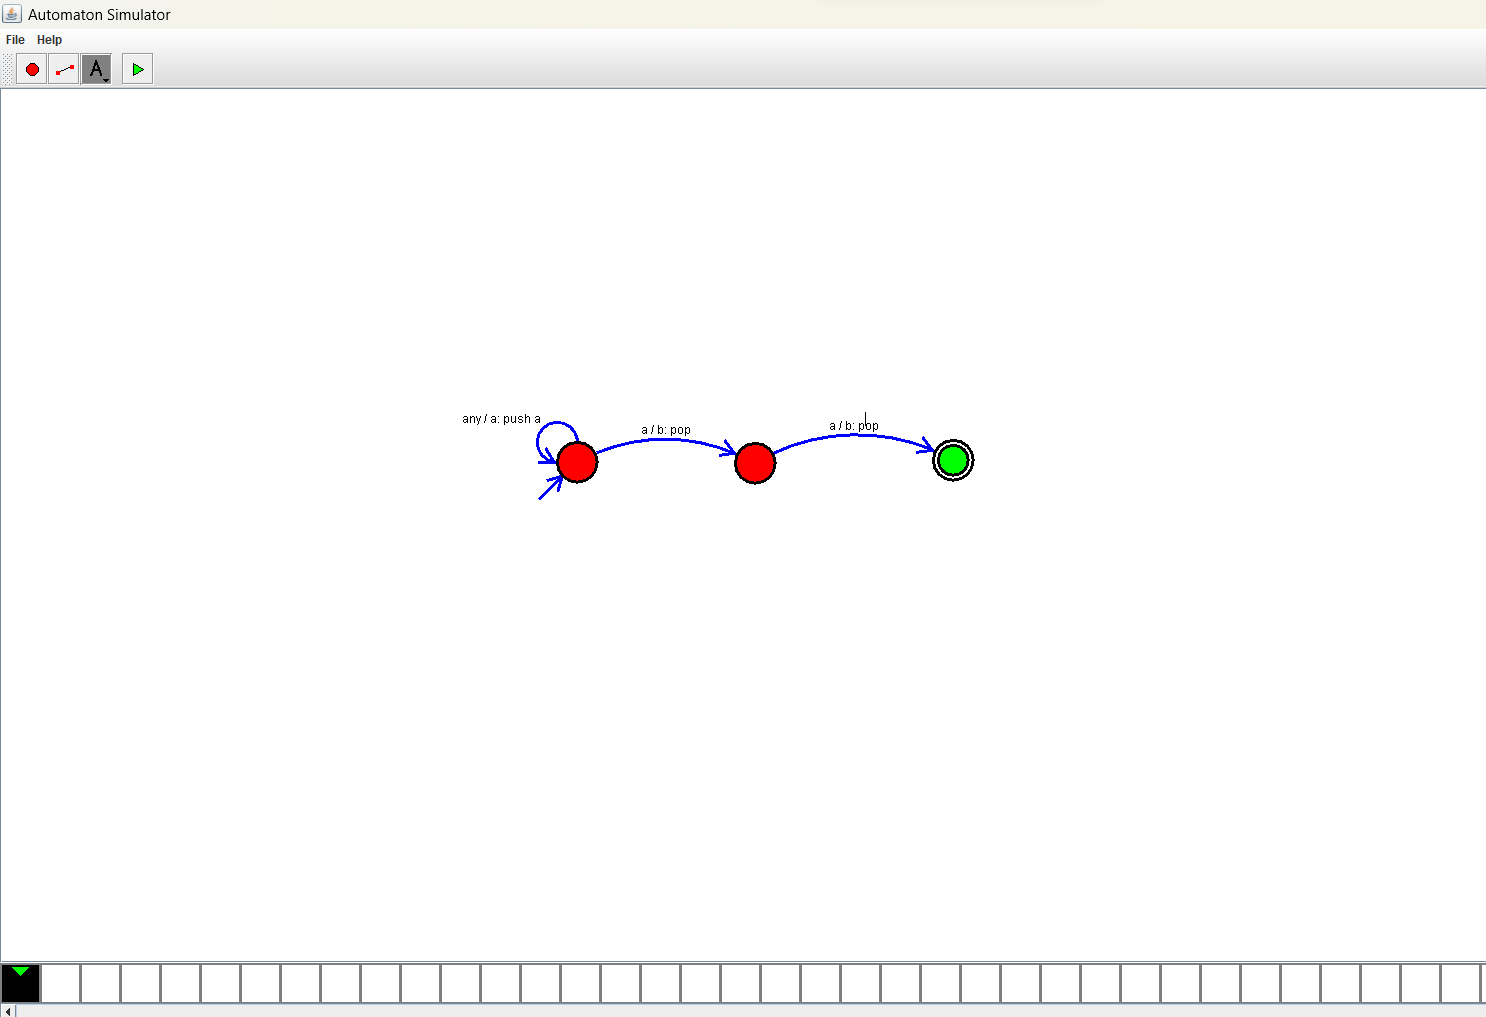 Automaton Simulator
File Help
A
any / a: push a
a / b: pop
a / b: pop